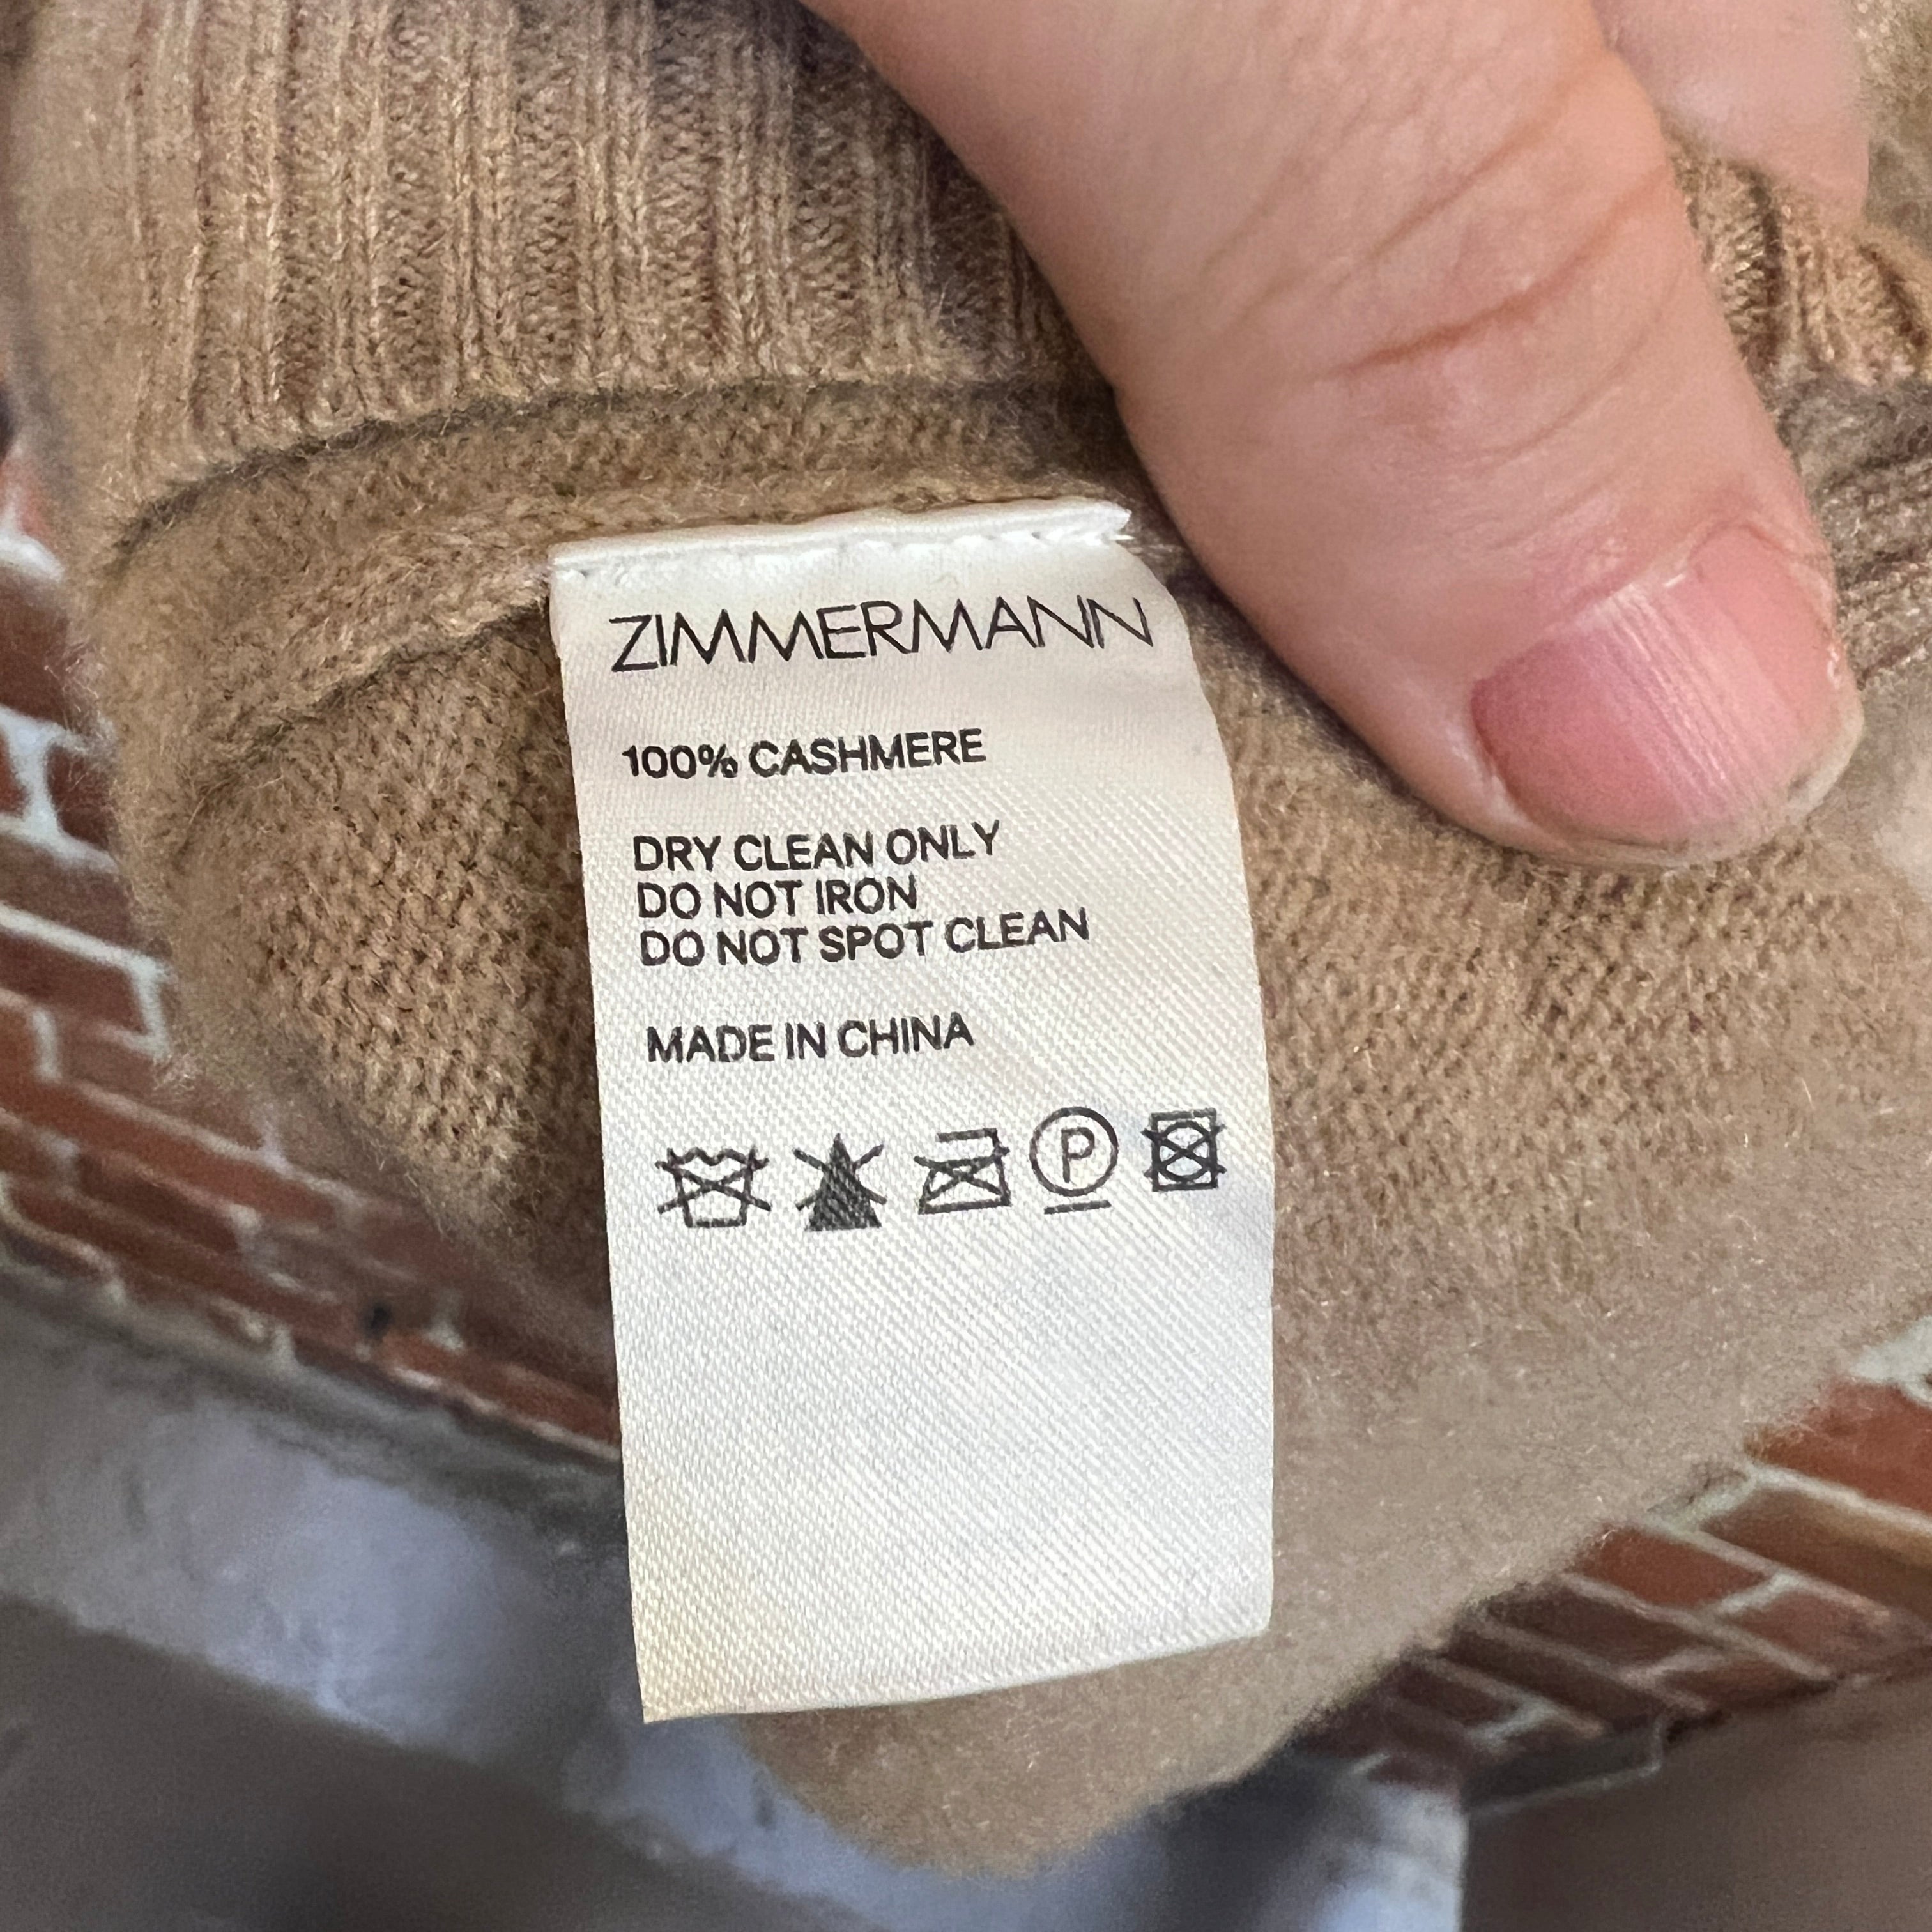 ZIMMERMANN
100% CASHMERE
DRY CLEAN ONLY
DO NOT IRON
DO NOT SPOT CLEAN
MADE IN CHINA
P